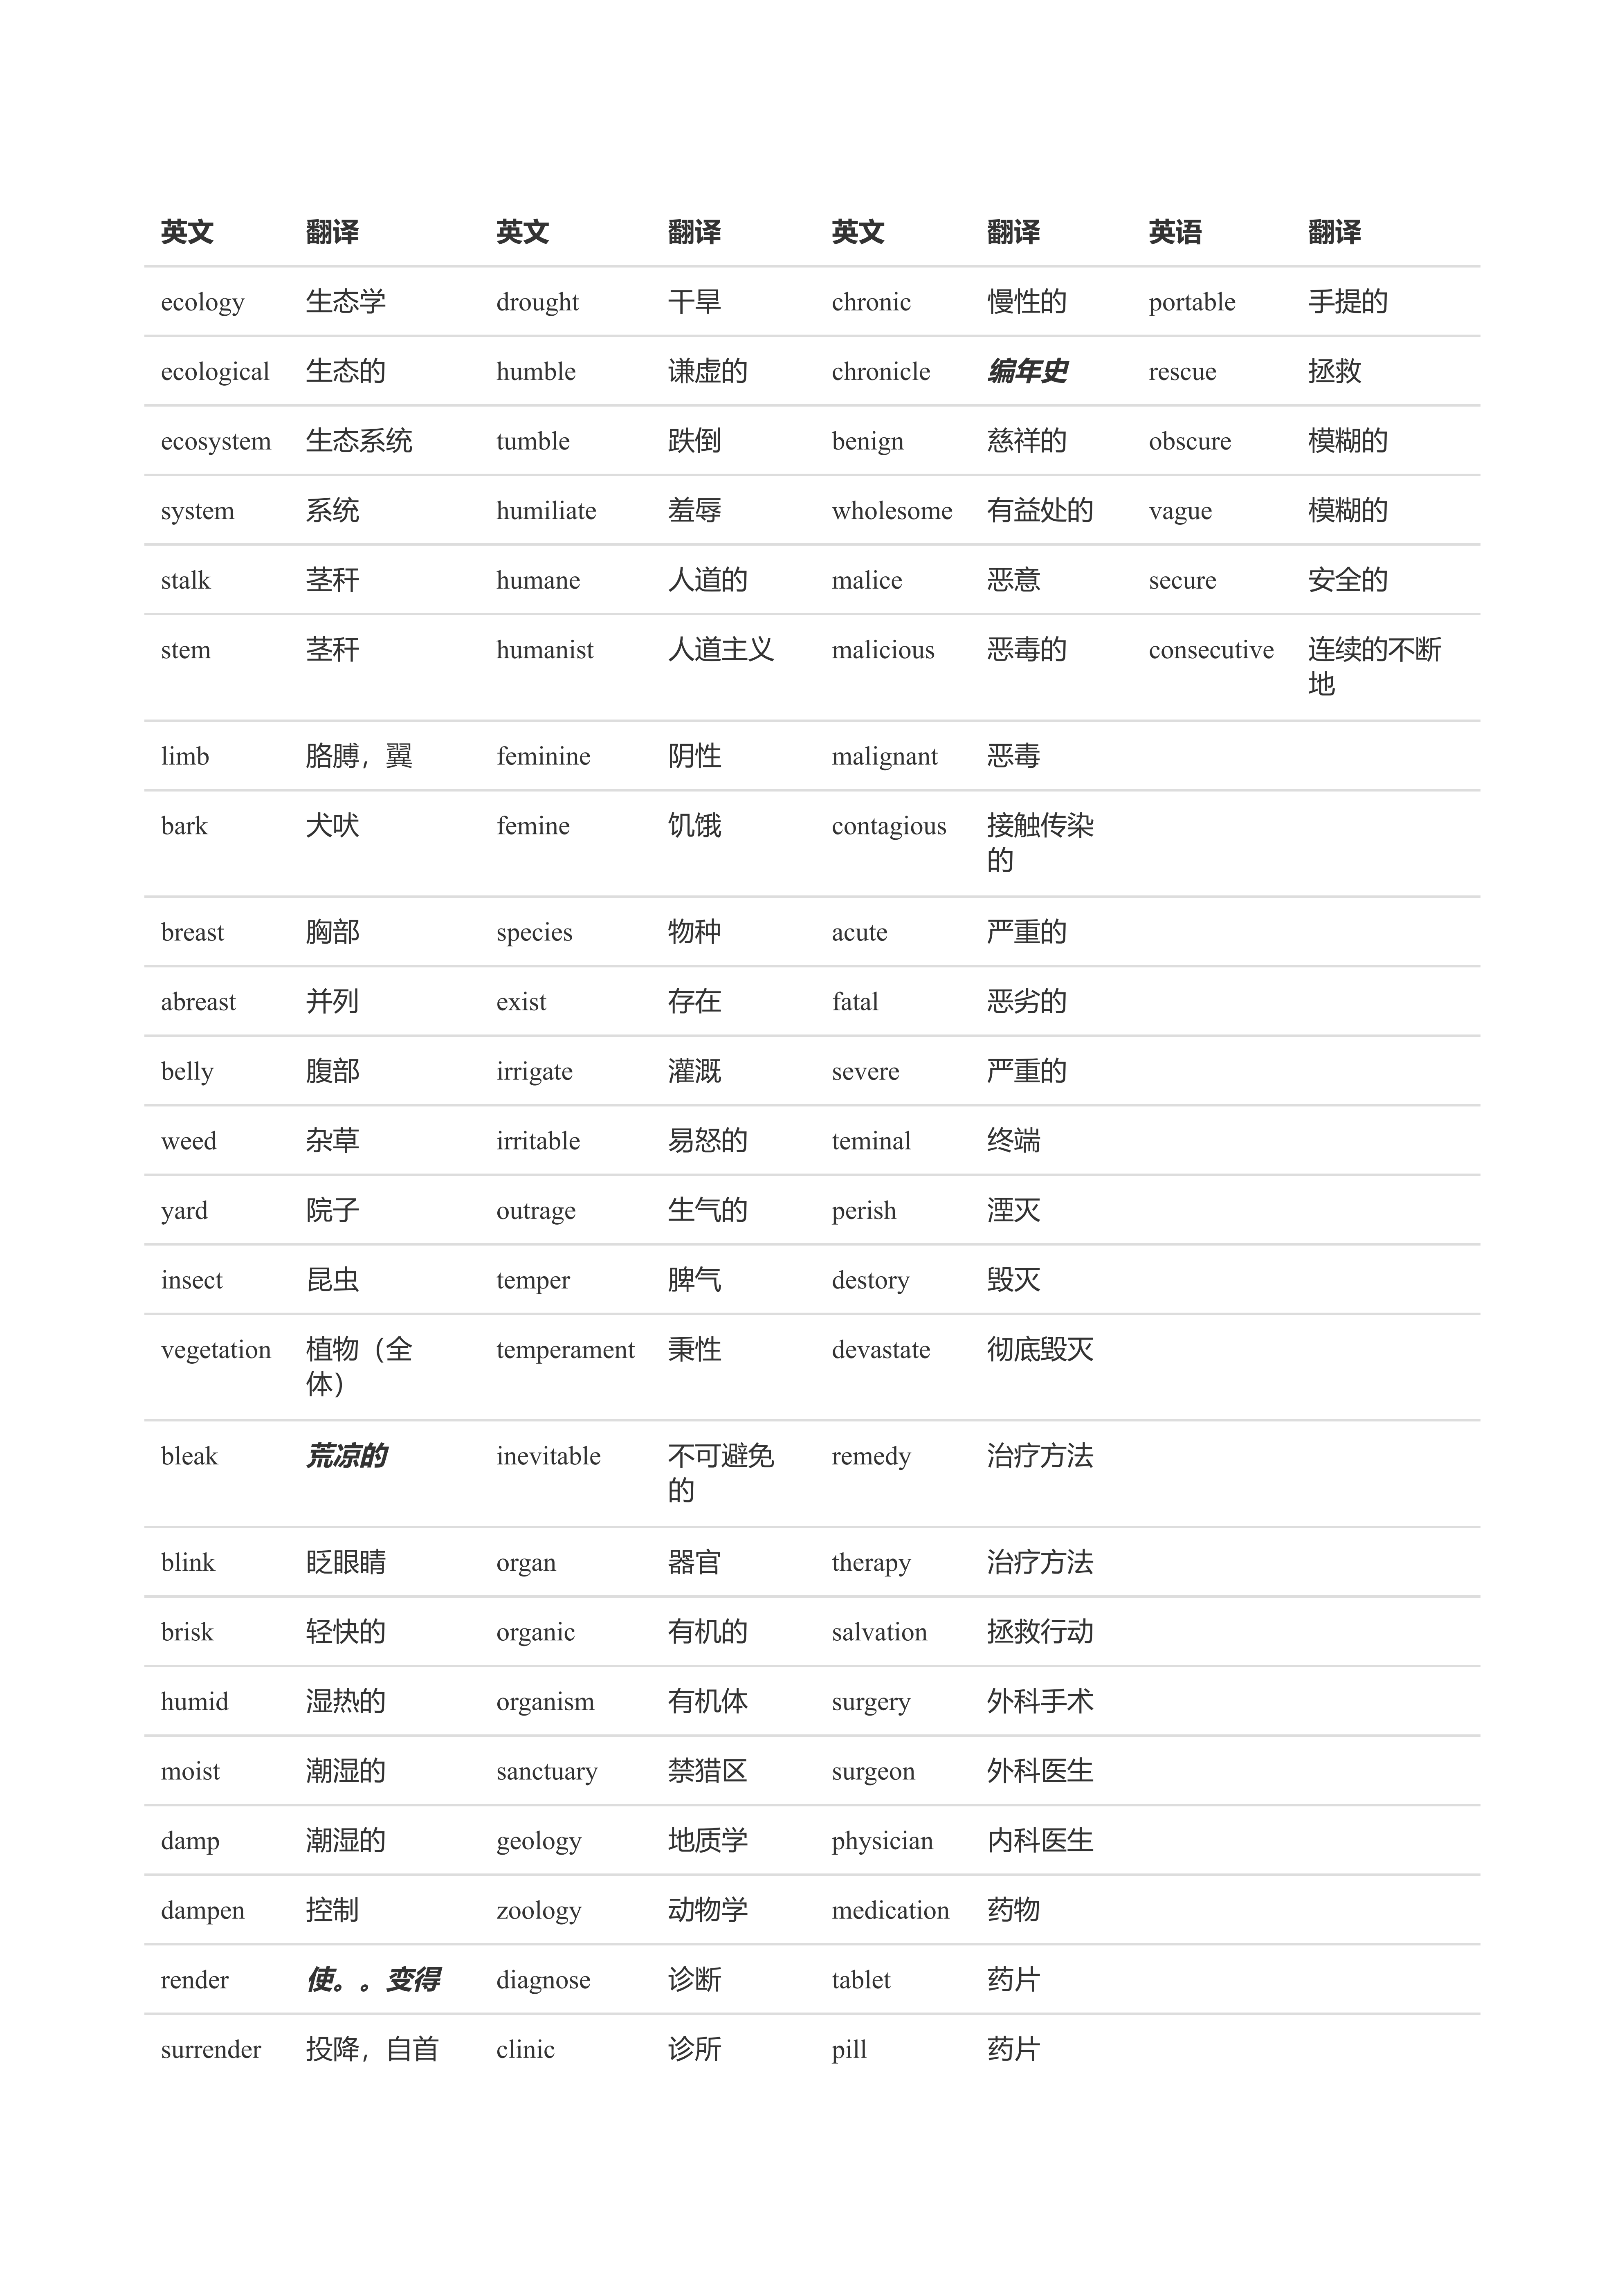 英文 翻译 英文 翻译 英文 翻译 英语 翻译
ecology 生态学 drought 干旱 chronic 慢性的 portable 手提的
ecological 生态的 humble 谦虚的 chronicle 编年史 rescue 拯救
ecosystem 生态系统 tumble 跌倒 benign 慈祥的 obscure 模糊的
system 系统 humiliate 羞辱 wholesome 有益处的 vague 模糊的
stalk 茎秆 humane 人道的 malice 恶意 secure 安全的
stem 茎秆 humanist 人道主义 malicious 恶毒的 consecutive 连续的不断
地
limb 胳膊，翼 feminine 阴性 malignant 恶毒
bark 犬吠 femine 饥饿 contagious 接触传染
的
breast 胸部 species 物种 acute 严重的
abreast 并列 exist 存在 fatal 恶劣的
belly 腹部 irrigate 灌溉 severe 严重的
weed 杂草 irritable 易怒的 teminal 终端
yard 院子 outrage 生气的 perish 湮灭
insect 昆虫 temper 脾气 destory 毁灭
vegetation 植物（全 temperament 秉性 devastate 彻底毁灭
体）
bleak 荒凉的 inevitable 不可避免 remedy 治疗方法
的
blink 眨眼睛 organ 器官 therapy 治疗方法
brisk 轻快的 organic 有机的 salvation 拯救行动
humid 湿热的 organism 有机体 surgery 外科手术
moist 潮湿的 sanctuary 禁猎区 surgeon 外科医生
damp 潮湿的 geology 地质学 physician 内科医生
dampen 控制 zoology 动物学 medication 药物
render 使。。变得 diagnose 诊断 tablet 药片
surrender 投降，自首 clinic 诊所 pill 药片